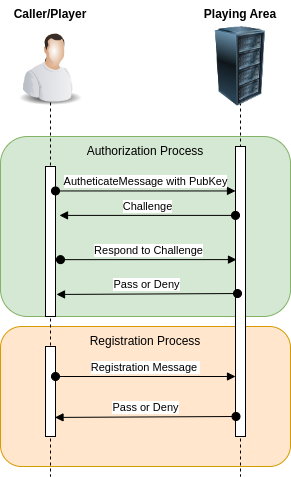 Caller/Player
Playing Area
Authorization Process
AutheticateMessage with PubKey
Challenge
Respond to Challenge
Pass or Deny
Registration Process
Registration Message
Pass or Deny